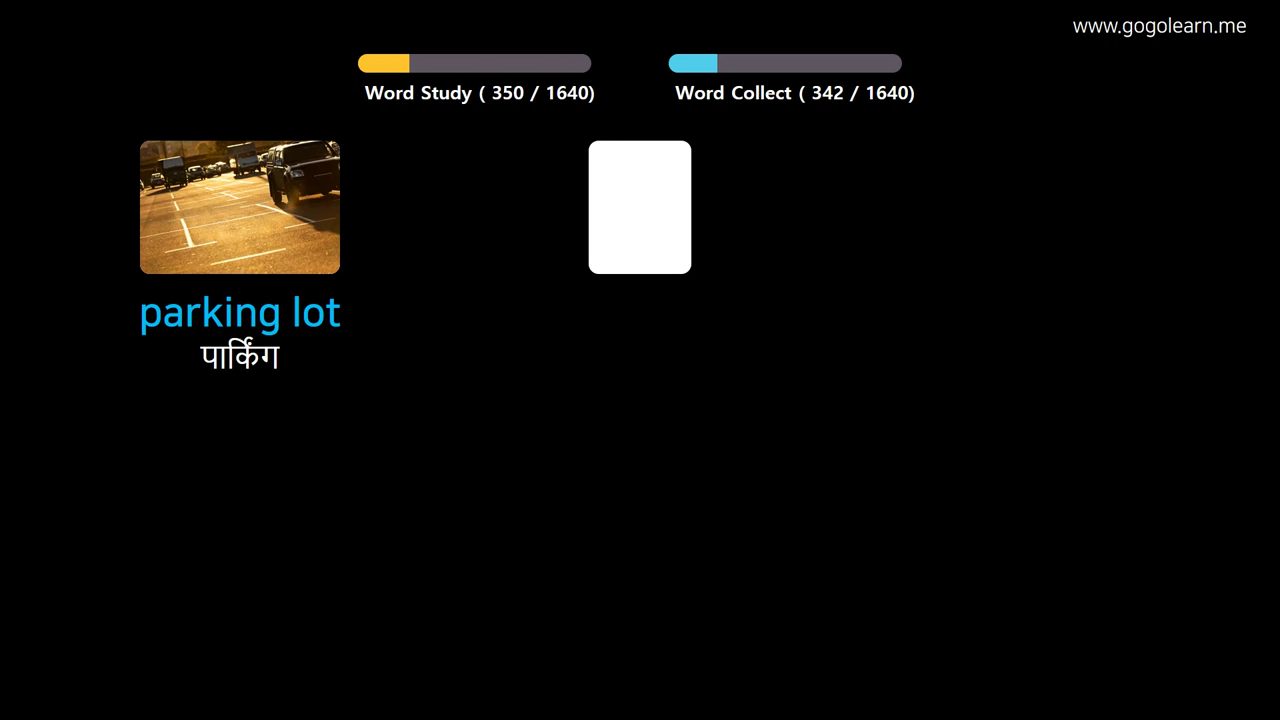 www.gogolearn.me
Word Study ( 350 / 1640)
Word Collect ( 342 / 1640)
parking lot
पार्किंग